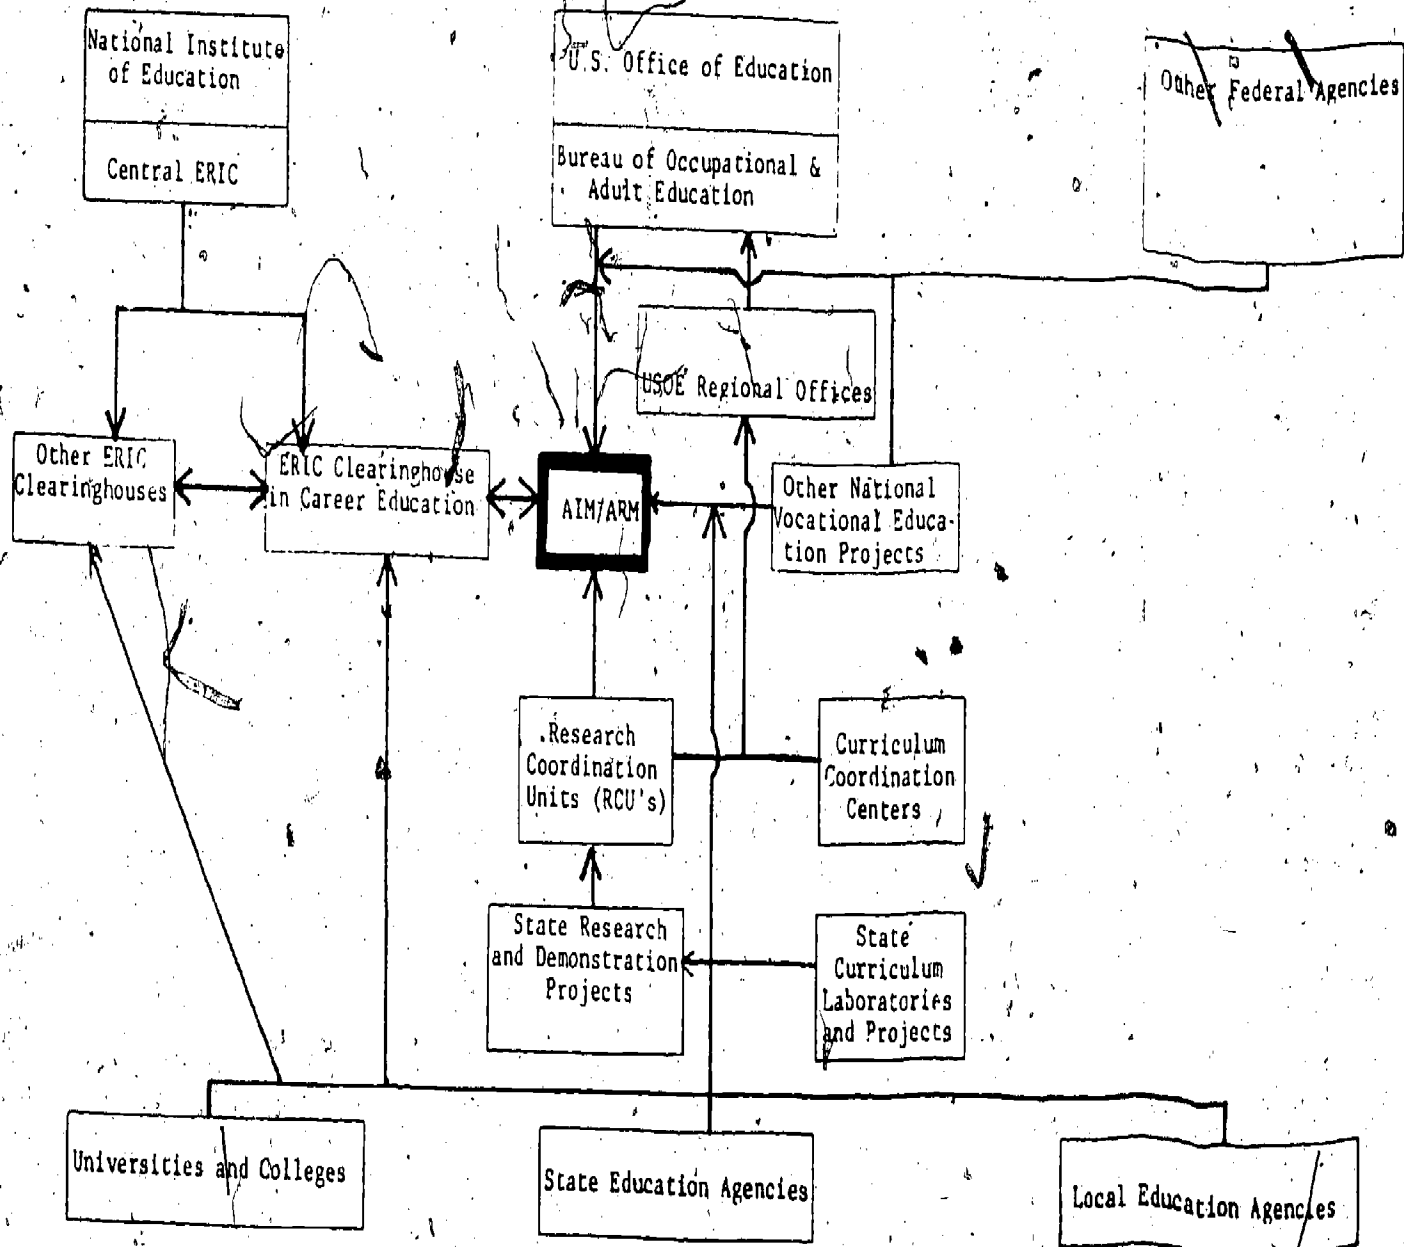 National Institute
of Education
Central ERIC
U.S. Office of Education
Bureau of Occupational &
Adult Education
Other Federal Agencies
USOE Regional Offices
Other ERIC
Clearinghouses
ERIC Clearinghouse
in Career Education
AIM/ARM
Other National
Vocational Educa-
tion Projects
Research
Coordination
Units (RCU's)
Curriculum
Coordination
Centers
State Research
and Demonstration
Projects
State
Curriculum
Laboratories
and Projects
Universities and Colleges
State Education Agencies
Local Education Agencies